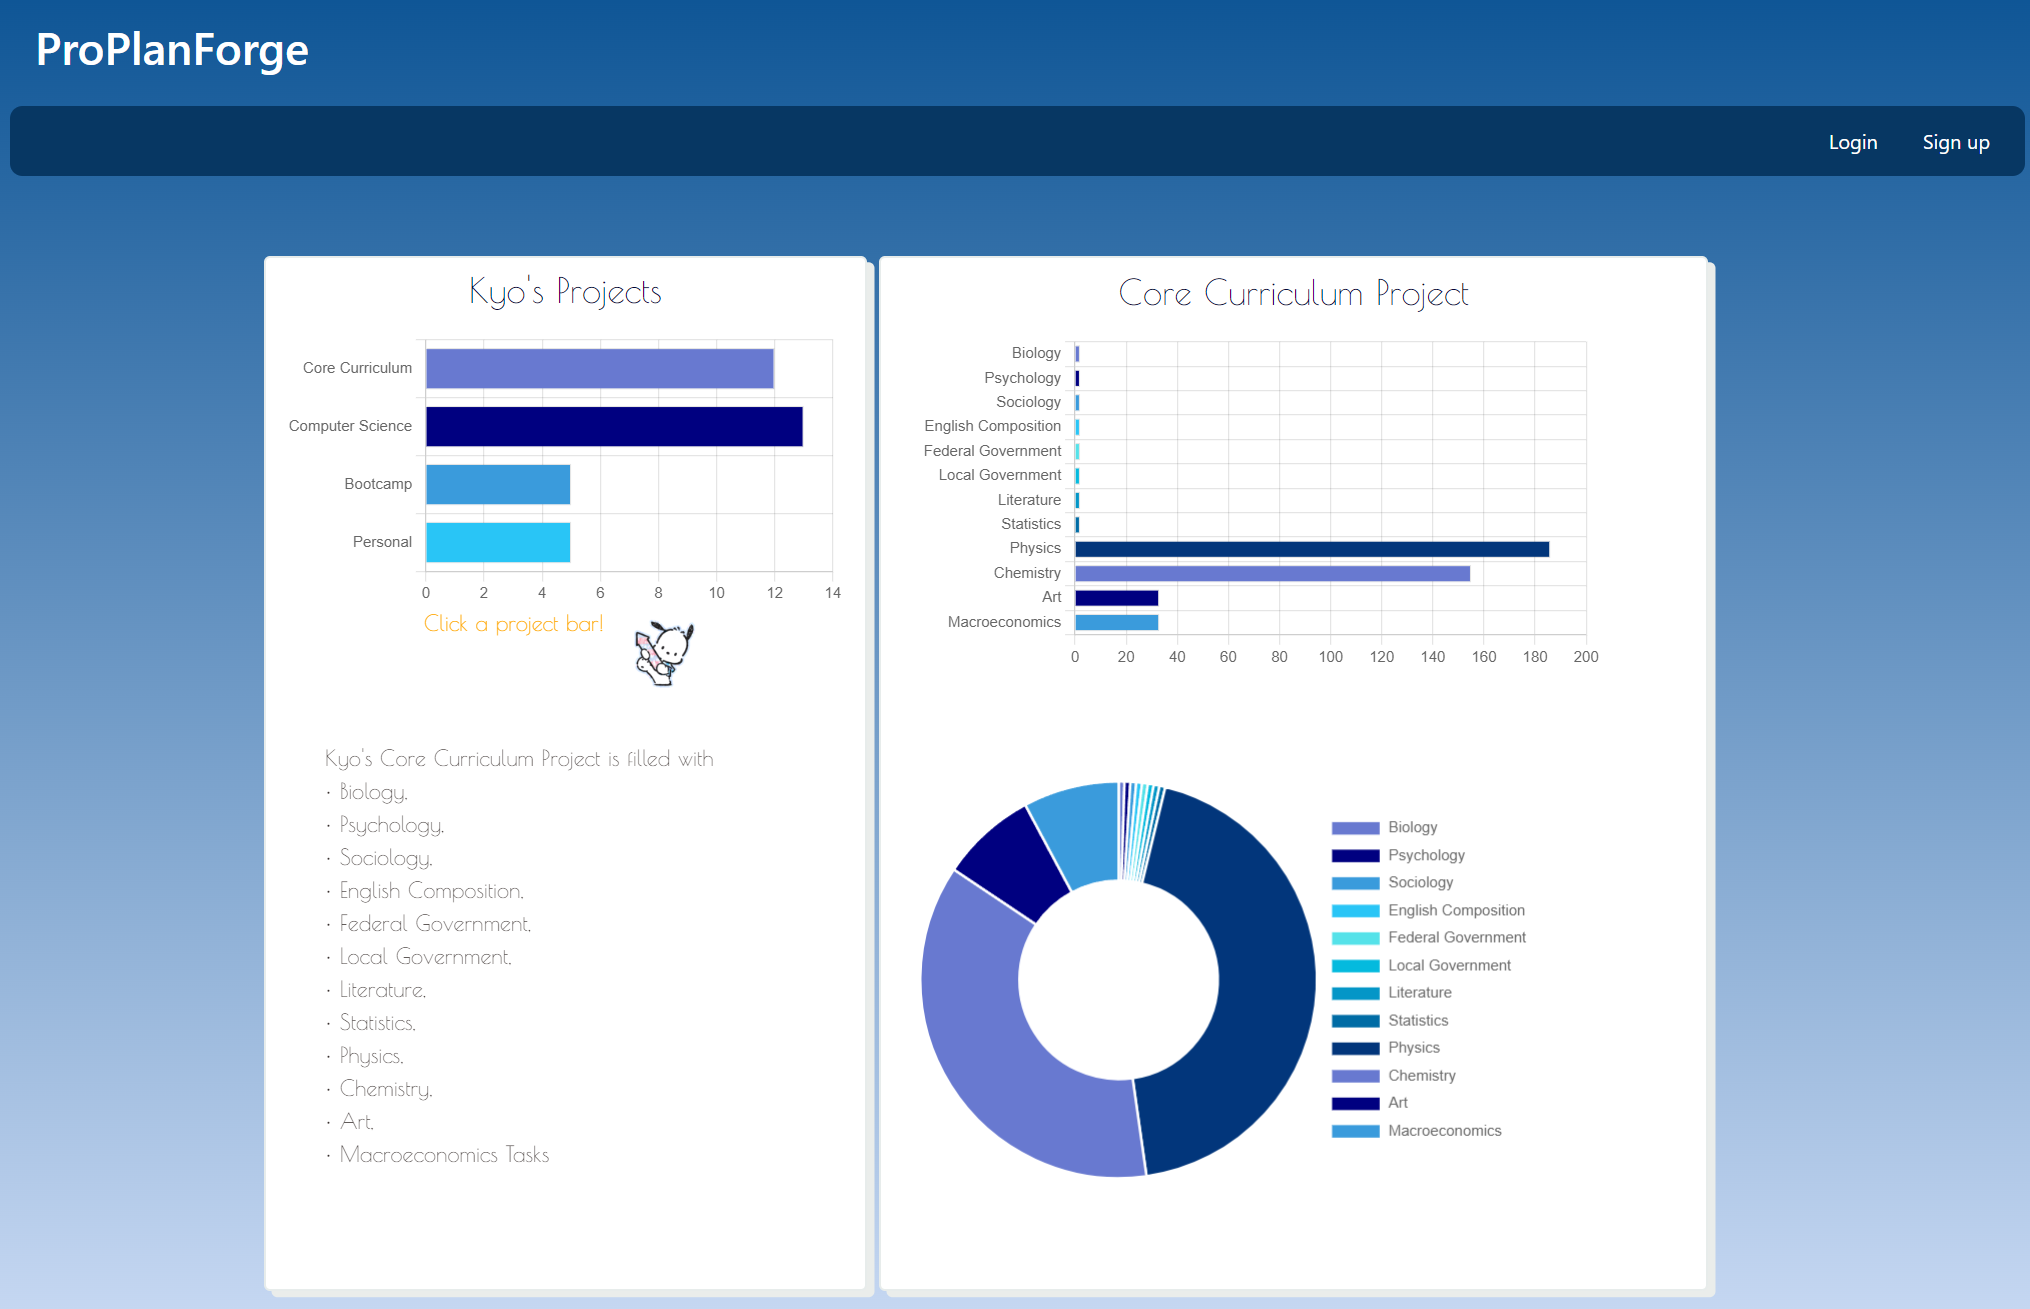 ProPlanForge
Login Sign up
Kyo's Projects
Core Curriculum
Computer Science
Bootcamp
Personal
0 2 4 6 8 10 12 14
Click a project bar!
Kyo's Core Curriculum Project is filled with
• Biology,
• Psychology,
• Sociology,
• English Composition,
• Federal Government,
• Local Government,
• Literature,
• Statistics,
• Physics,
• Chemistry,
• Art,
• Macroeconomics Tasks
Core Curriculum Project
Biology
Psychology
Sociology
English Composition
Federal Government
Local Government
Literature
Statistics
Physics
Chemistry
Art
Macroeconomics
0 20 40 60 80 100 120 140 160 180 200
Biology
Psychology
Sociology
English Composition
Federal Government
Local Government
Literature
Statistics
Physics
Chemistry
Art
Macroeconomics